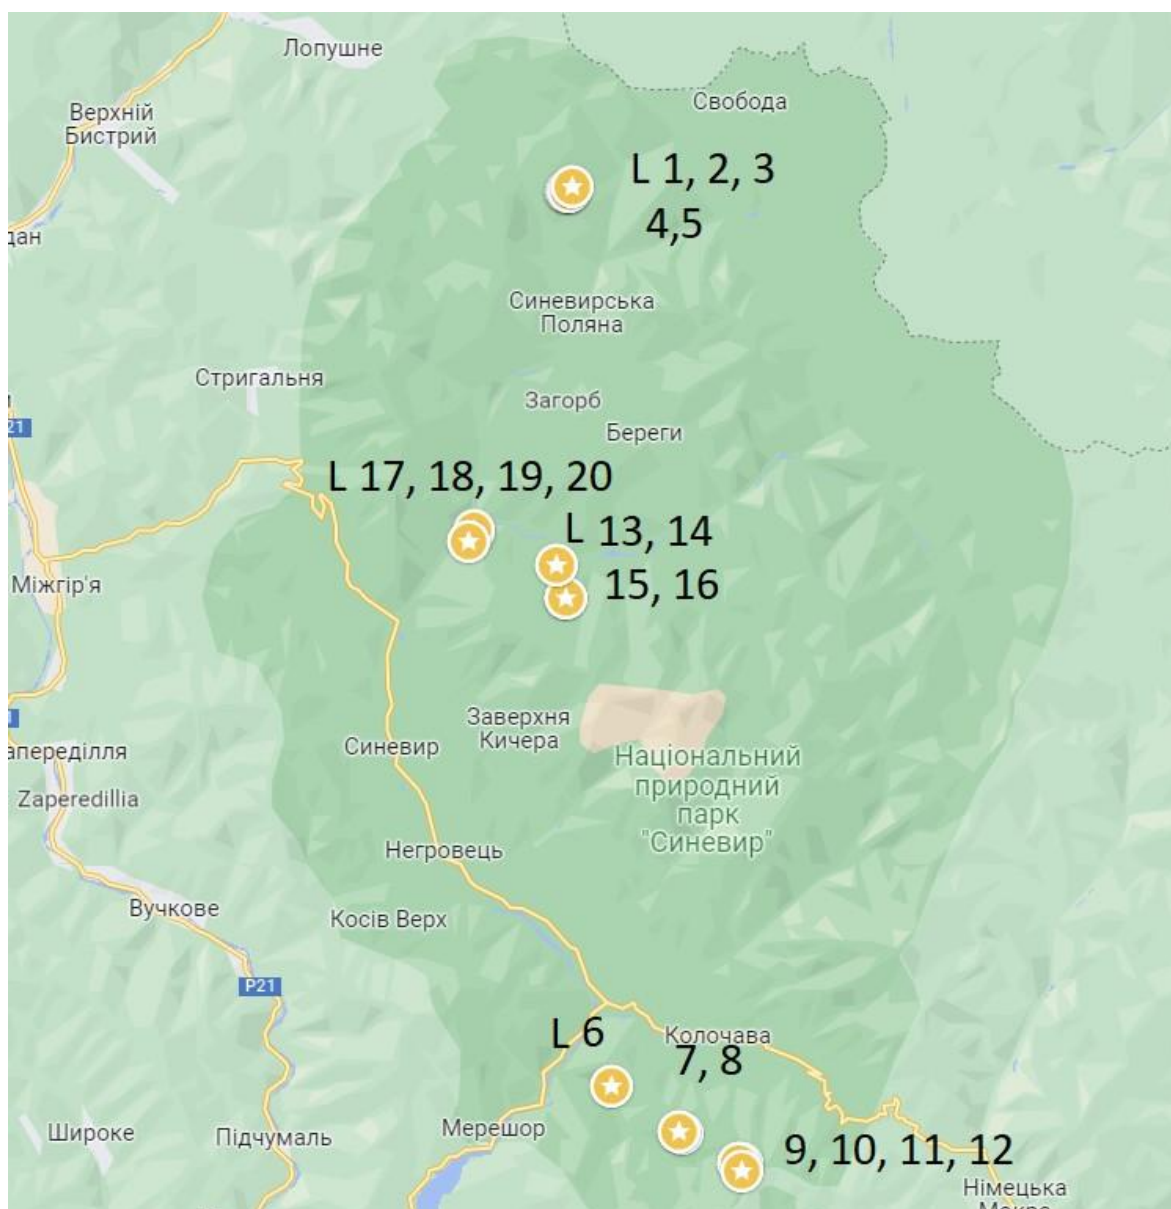 Лопушне
Свобода
Верхній
Бистрий
L 1, 2, 3
4,5
дан
Синевирська
Поляна
Стригальня
Загорб
Береги
21
L 17, 18, 19, 20
L 13, 14
15, 16
Міжгір'я
Заверхня
Кичера
Синевир
апереділля
Zaperedillia
Національний
природний
парк
"Синевир"
Негровець
Вучкове
Косів Верх
P21
L 6
Колочава
7, 8
Широке
Підчумаль
Мерешор
9, 10, 11, 12
Німецька